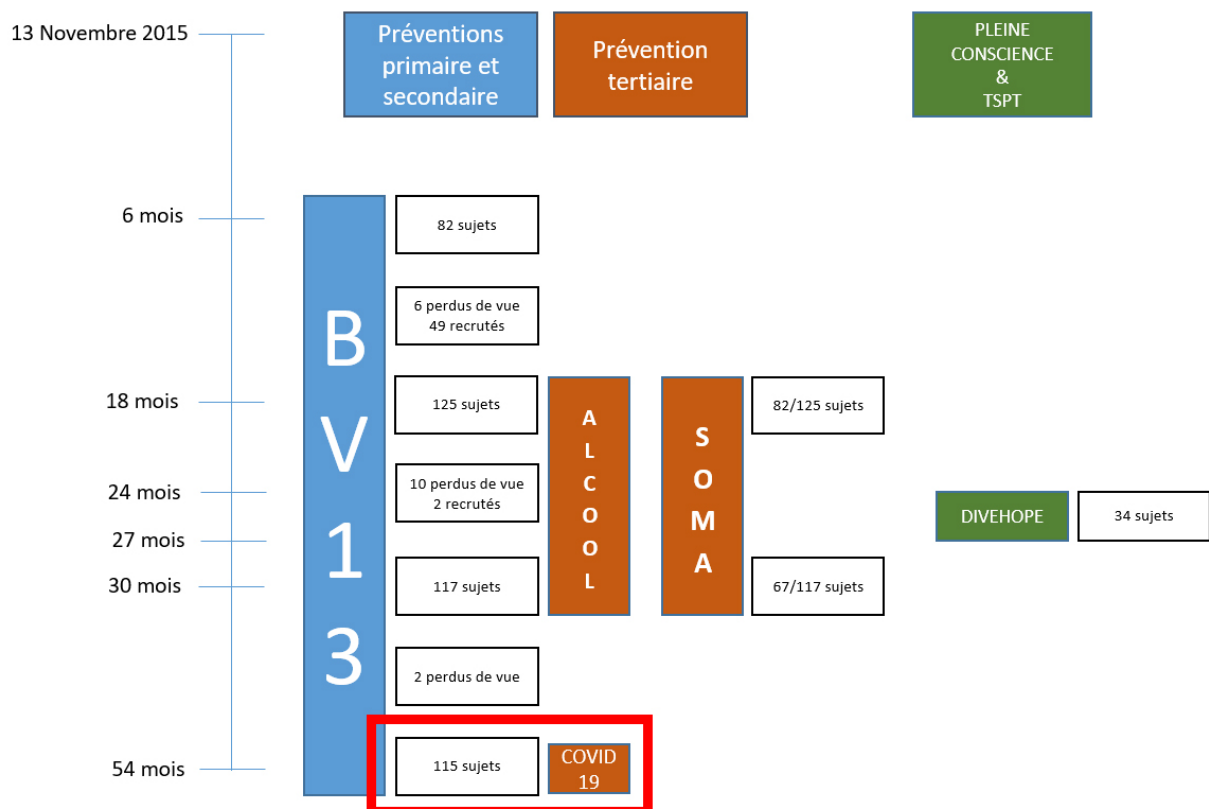 13 Novembre 2015
Préventions
primaire et
secondaire
Prévention
tertiaire
PLEINE
CONSCIENCE
&
TSPT
6 mois
82 sujets
6 perdus de vue
49 recrutés
18 mois
125 sujets
82/125 sujets
24 mois
10 perdus de vue
2 recrutés
DIVEHOPE
34 sujets
27 mois
30 mois
117 sujets
67/117 sujets
2 perdus de vue
54 mois
115 sujets
COVID
19
B
V
1
3
A
L
C
O
O
L
S
O
M
A